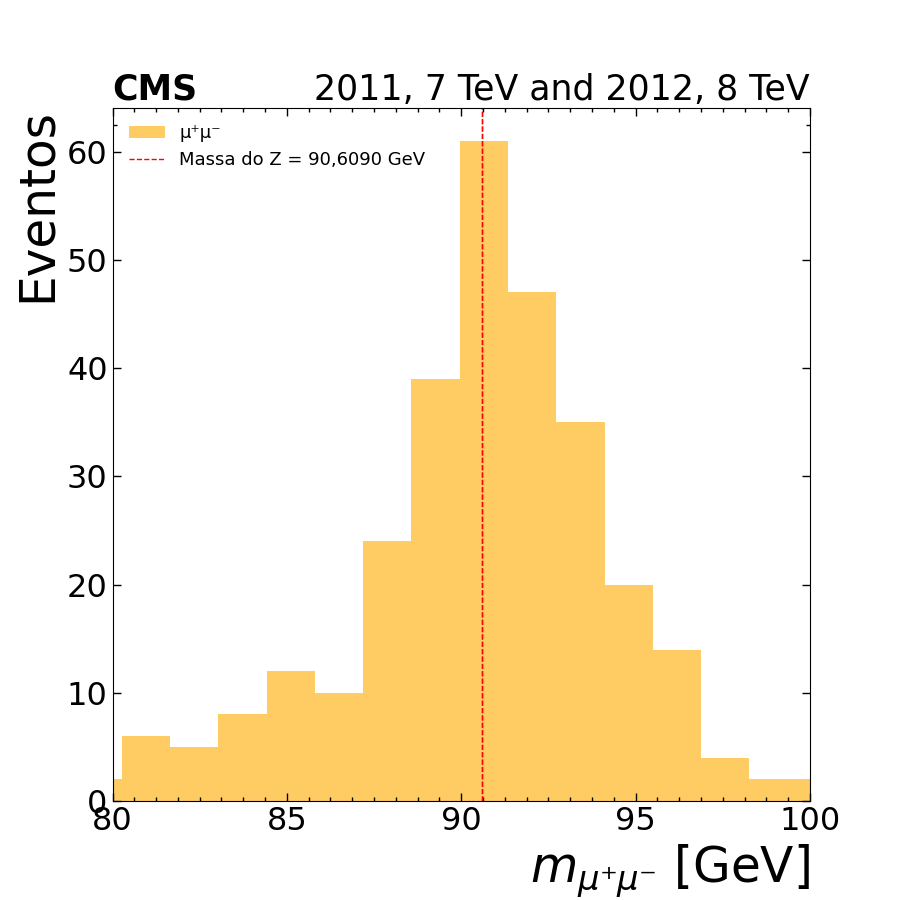 CMS 2011, 7 TeV and 2012, 8 TeV
μ⁺μ⁻
Massa do Z = 90,6090 GeV
Eventos
60
50
40
30
20
10
0
80 85 90 95 100
m_μ⁺μ⁻ [GeV]